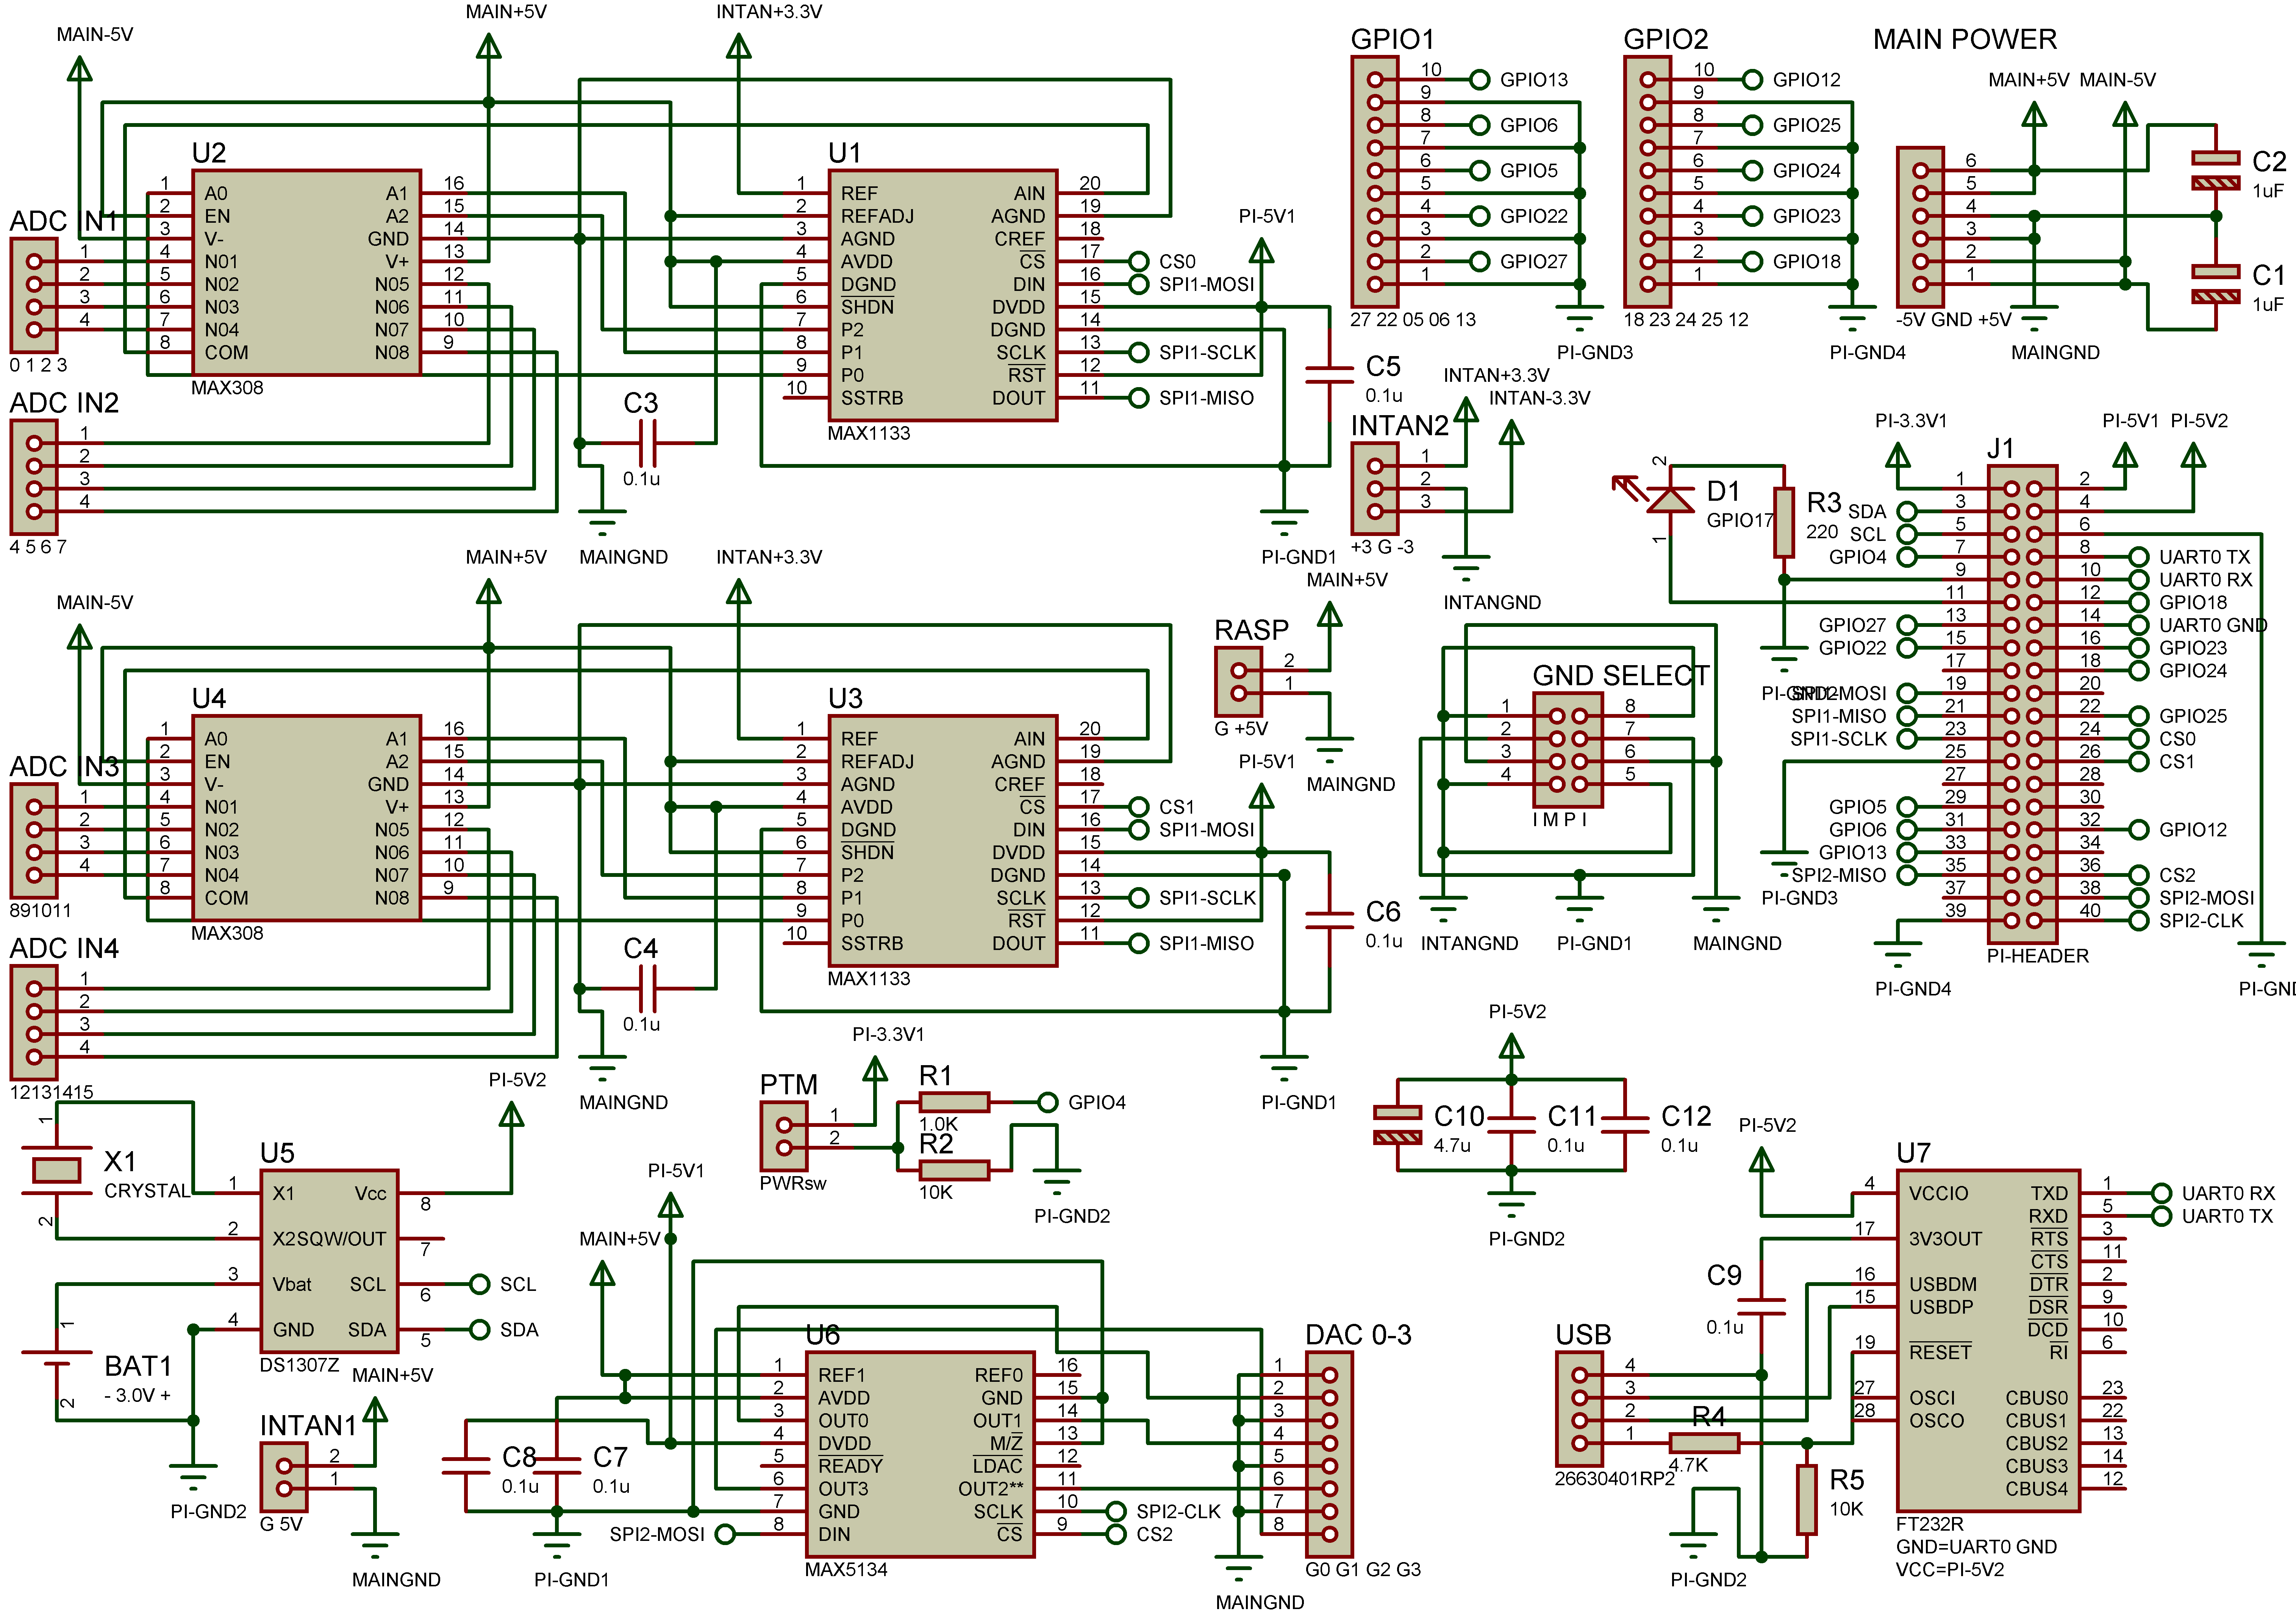 MAIN-5V
MAIN+5V
INTAN+3.3V
GPIO1
GPIO2
MAIN POWER
10 GPIO13
9
8 GPIO6
7
6 GPIO5
5
4 GPIO22
3
2 GPIO27
1
27 22 05 06 13
PI-GND3
10 GPIO12
9
8 GPIO25
7
6 GPIO24
5
4 GPIO23
3
2 GPIO18
1
18 23 24 25 12
PI-GND4
MAIN+5V MAIN-5V
6
5
4
3
2
1
-5V GND +5V
MAINGND
C2
1uF
C1
1uF
U2
1 A0 A1 16
2 EN A2 15
3 V- GND 14
4 N01 V+ 13
5 N02 N05 12
6 N03 N06 11
7 N04 N07 10
8 COM N08 9
MAX308
ADC IN1
1
2
3
4
0 1 2 3
ADC IN2
1
2
3
4
4 5 6 7
U1
1 REF AIN 20
2 REFADJ AGND 19
3 AGND CREF 18
4 AVDD CS 17 CS0
5 DGND DIN 16 SPI1-MOSI
6 SHDN DVDD 15
7 P2 DGND 14
8 P1 SCLK 13 SPI1-SCLK
9 P0 RST 12
10 SSTRB DOUT 11 SPI1-MISO
MAX1133
C3
0.1u
MAINGND
PI-5V1
C5
0.1u
PI-GND1
INTAN+3.3V
INTAN-3.3V
INTAN2
1
2
3
+3 G -3
INTANGND
D1
GPIO17
2
1
R3
220
PI-GND2
PI-3.3V1
PI-5V1 PI-5V2
J1
1 2
SDA 3 4
SCL 5 6
GPIO4 7 8 UART0 TX
9 10 UART0 RX
11 12 GPIO18
GPIO27 13 14 UART0 GND
GPIO22 15 16 GPIO23
17 18 GPIO24
SPI1-MOSI 19 20
SPI1-MISO 21 22 GPIO25
SPI1-SCLK 23 24 CS0
25 26 CS1
27 28
GPIO5 29 30
GPIO6 31 32 GPIO12
GPIO13 33 34
SPI2-MISO 35 36 CS2
PI-GND3 37 38 SPI2-MOSI
39 40 SPI2-CLK
PI-HEADER
PI-GND4
MAIN-5V
MAIN+5V
INTAN+3.3V
U4
1 A0 A1 16
2 EN A2 15
3 V- GND 14
4 N01 V+ 13
5 N02 N05 12
6 N03 N06 11
7 N04 N07 10
8 COM N08 9
MAX308
ADC IN3
1
2
3
4
891011
ADC IN4
1
2
3
4
12131415
U3
1 REF AIN 20
2 REFADJ AGND 19
3 AGND CREF 18
4 AVDD CS 17 CS1
5 DGND DIN 16 SPI1-MOSI
6 SHDN DVDD 15
7 P2 DGND 14
8 P1 SCLK 13 SPI1-SCLK
9 P0 RST 12
10 SSTRB DOUT 11 SPI1-MISO
MAX1133
C4
0.1u
MAINGND
PI-5V1
C6
0.1u
PI-GND1
MAIN+5V
RASP
2
1
G +5V
MAINGND
GND SELECT
1 8
2 7
3 6
4 5
I M P I
INTANGND
PI-GND1
MAINGND
PI-5V2
X1
CRYSTAL
1
2
U5
1 X1 Vcc 8
2 X2 SQW/OUT 7
3 Vbat SCL 6 SCL
4 GND SDA 5 SDA
DS1307Z
1
BAT1
- 3.0V +
2
PI-GND2
MAIN+5V
INTAN1
2
1
G 5V
MAINGND
PI-3.3V1
PTM
1
2
PWRsw
R1
1.0K
GPIO4
R2
10K
PI-GND2
PI-5V1
MAIN+5V
U6
1 REF1 REF0 16
2 AVDD GND 15
3 OUT0 OUT1 14
4 DVDD M/Z 13
5 READY LDAC 12
6 OUT3 OUT2** 11
7 GND SCLK 10 SPI2-CLK
SPI2-MOSI 8 DIN CS 9 CS2
MAX5134
C8
0.1u
C7
0.1u
PI-GND1
DAC 0-3
1
2
3
4
5
6
7
8
G0 G1 G2 G3
MAINGND
PI-5V2
C10
4.7u
C11
0.1u
C12
0.1u
PI-GND2
PI-5V2
U7
4 VCCIO TXD 1 UART0 RX
RXD 5 UART0 TX
17 3V3OUT RTS 3
CTS 11
16 USBDM DTR 2
15 USBDP DSR 9
DCD 10
19 RESET RI 6
27 OSCI CBUS0 23
28 OSCO CBUS1 22
CBUS2 13
CBUS3 14
CBUS4 12
FT232R
GND=UART0 GND
VCC=PI-5V2
C9
0.1u
USB
4
3
2
1
26630401RP2
R4
4.7K
R5
10K
PI-GND2